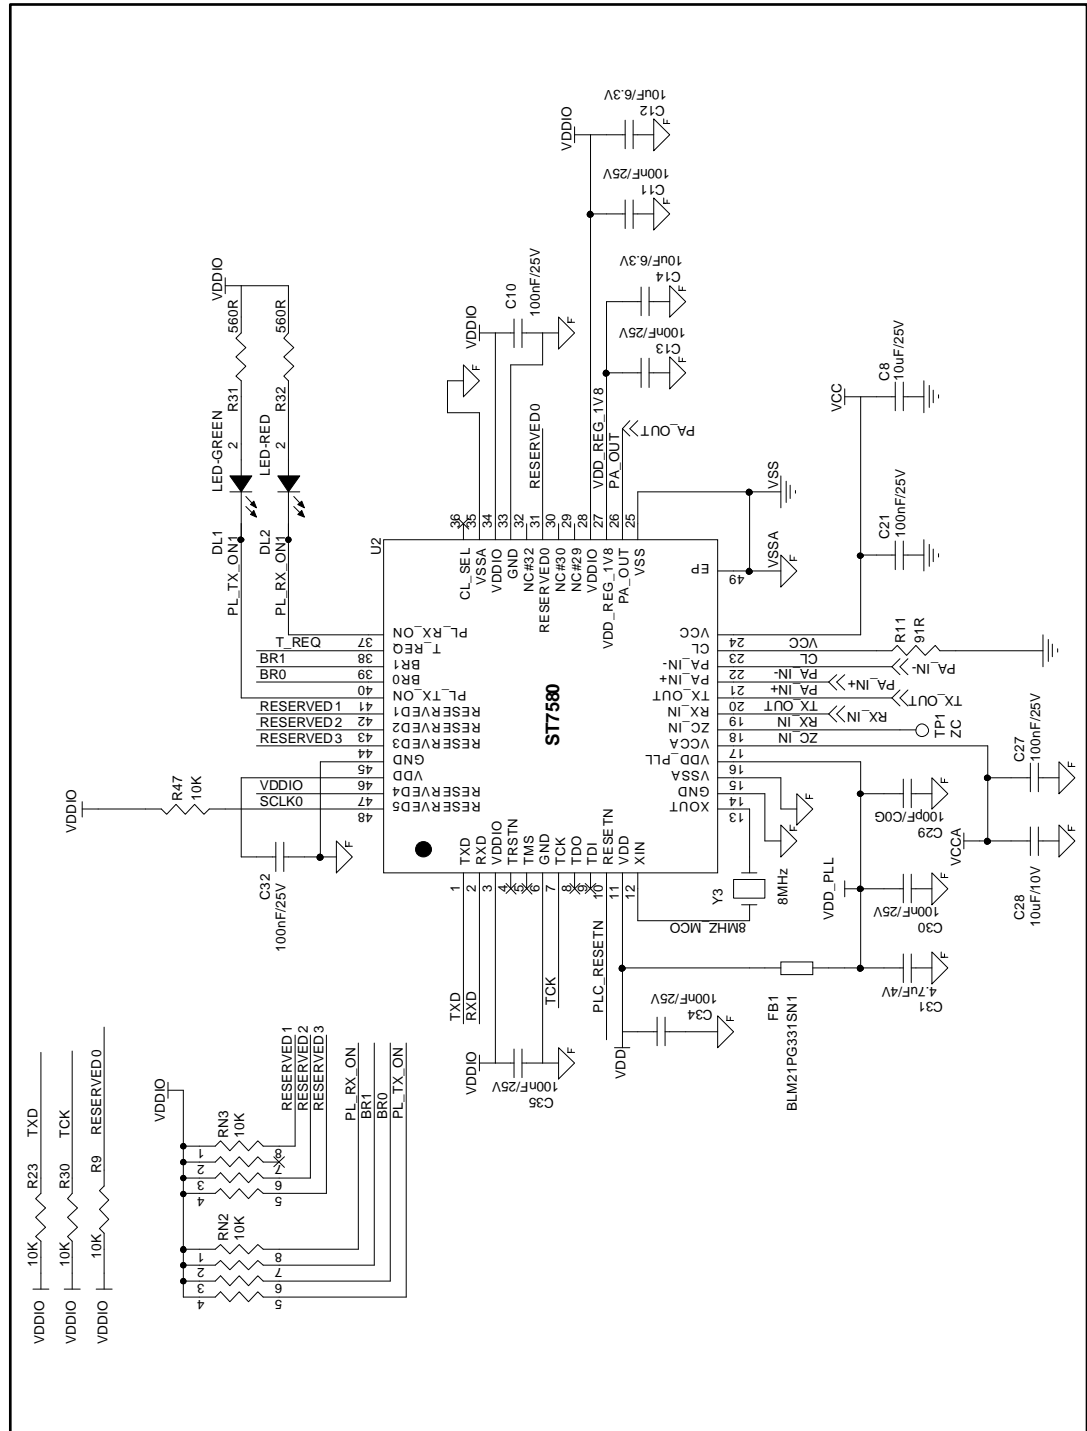 10uF/6.3V
C12
VDDIO
100nF/25V
C11
10uF/6.3V
C14
100nF/25V
C13
VDDIO
560R
560R
R31
R32
LED-GREEN
2
LED-RED
2
DL1
PL_TX_ON1
DL2
PL_RX_ON1
VDDIO
C10
100nF/25V
F
F
F
F
F
F
RESERVED0
VDD_REG_1V8
PA_OUT
PA_OUT
VCC
C8
10uF/25V
C21
100nF/25V
VSS
VSSA
F
U2
36
35
34
33
32
31
30
29
28
27
26
25
CL_SEL
VSSA
VDDIO
GND
NC#32
RESERVED0
NC#30
NC#29
VDDIO
VDD_REG_1V8
PA_OUT
VSS
EP
49
T_REQ
BR1
BR0
RESERVED1
RESERVED2
RESERVED3
VDDIO
SCLK0
37
38
39
40
41
42
43
44
45
46
47
48
PL_RX_ON
T_REQ
BR1
BR0
PL_TX_ON
RESERVED1
RESERVED2
RESERVED3
GND
VDD
RESERVED4
RESERVED5
ST7580
VCC
CL
PA_IN-
PA_IN+
TX_OUT
RX_IN
ZC_IN
VCCA
VDD_PLL
VSSA
GND
XOUT
24
23
22
21
20
19
18
17
16
15
14
13
VCC
CL
PA_IN-
PA_IN+
TX_OUT
RX_IN
ZC_IN
R11
91R
PA_IN-
PA_IN+
TX_OUT
RX_IN
TP1
ZC
VDDIO
R47
10K
C32
100nF/25V
F
TXD
RXD
VDDIO
TRSTN
TMS
GND
TCK
TDO
TDI
RESETN
VDD
XIN
1
2
3
4
5
6
7
8
9
10
11
12
TXD
RXD
VDDIO
100nF/25V
C35
F
TCK
PLC_RESETN
VDD
100nF/25V
C34
F
8MHZ_MCO
Y3
8MHz
FB1
BLM21PG331SN1
F
F
VDD_PLL
100pF/C0G
C29
F
100nF/25V
C30
F
4.7uF/4V
C31
F
VCCA
C27
100nF/25V
F
C28
10uF/10V
F
VDDIO
10K
R23
TXD
VDDIO
10K
R30
TCK
VDDIO
10K
R9
RESERVED0
VDDIO
RN3
10K
1
2
3
4
8
7
6
5
RESERVED1
RESERVED2
RESERVED3
RN2
10K
1
2
3
4
8
7
6
5
PL_RX_ON
BR1
BR0
PL_TX_ON